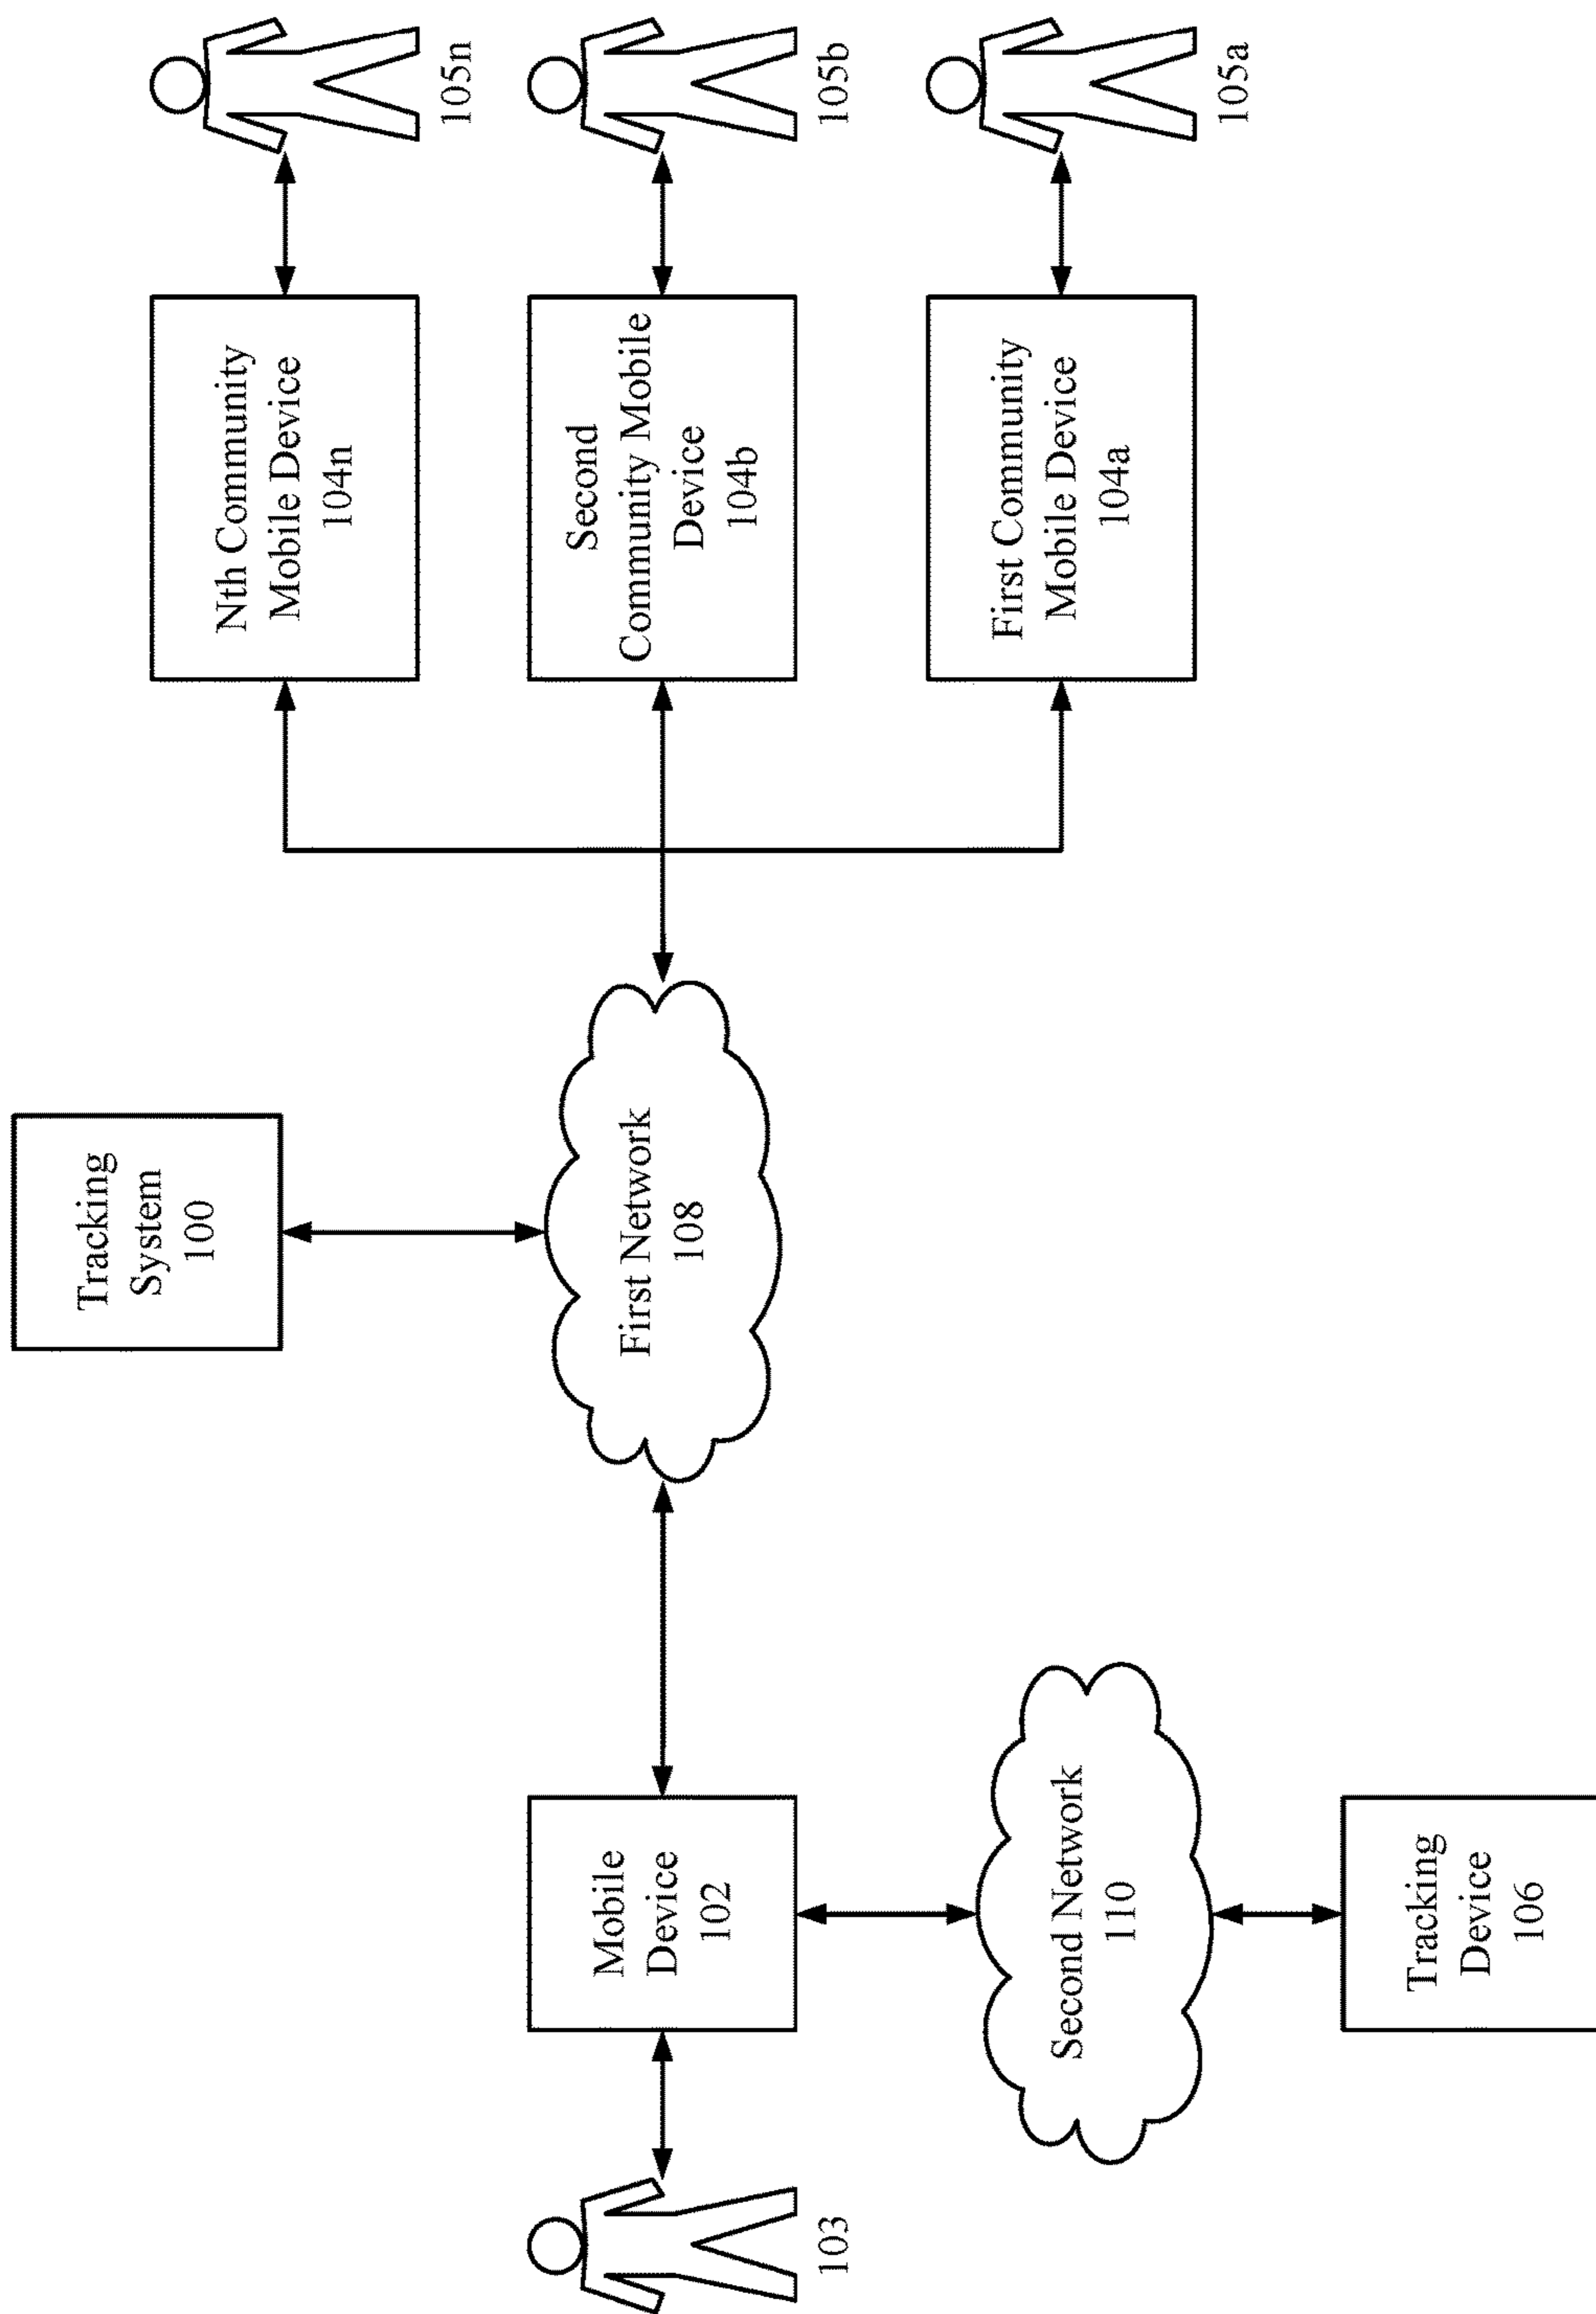 Tracking
System
100
Nth Community
Mobile Device
104n
105n
103
Mobile
Device
102
First Network
108
Second
Community Mobile
Device
104b
105b
Second Network
110
First Community
Mobile Device
104a
105a
Tracking
Device
106